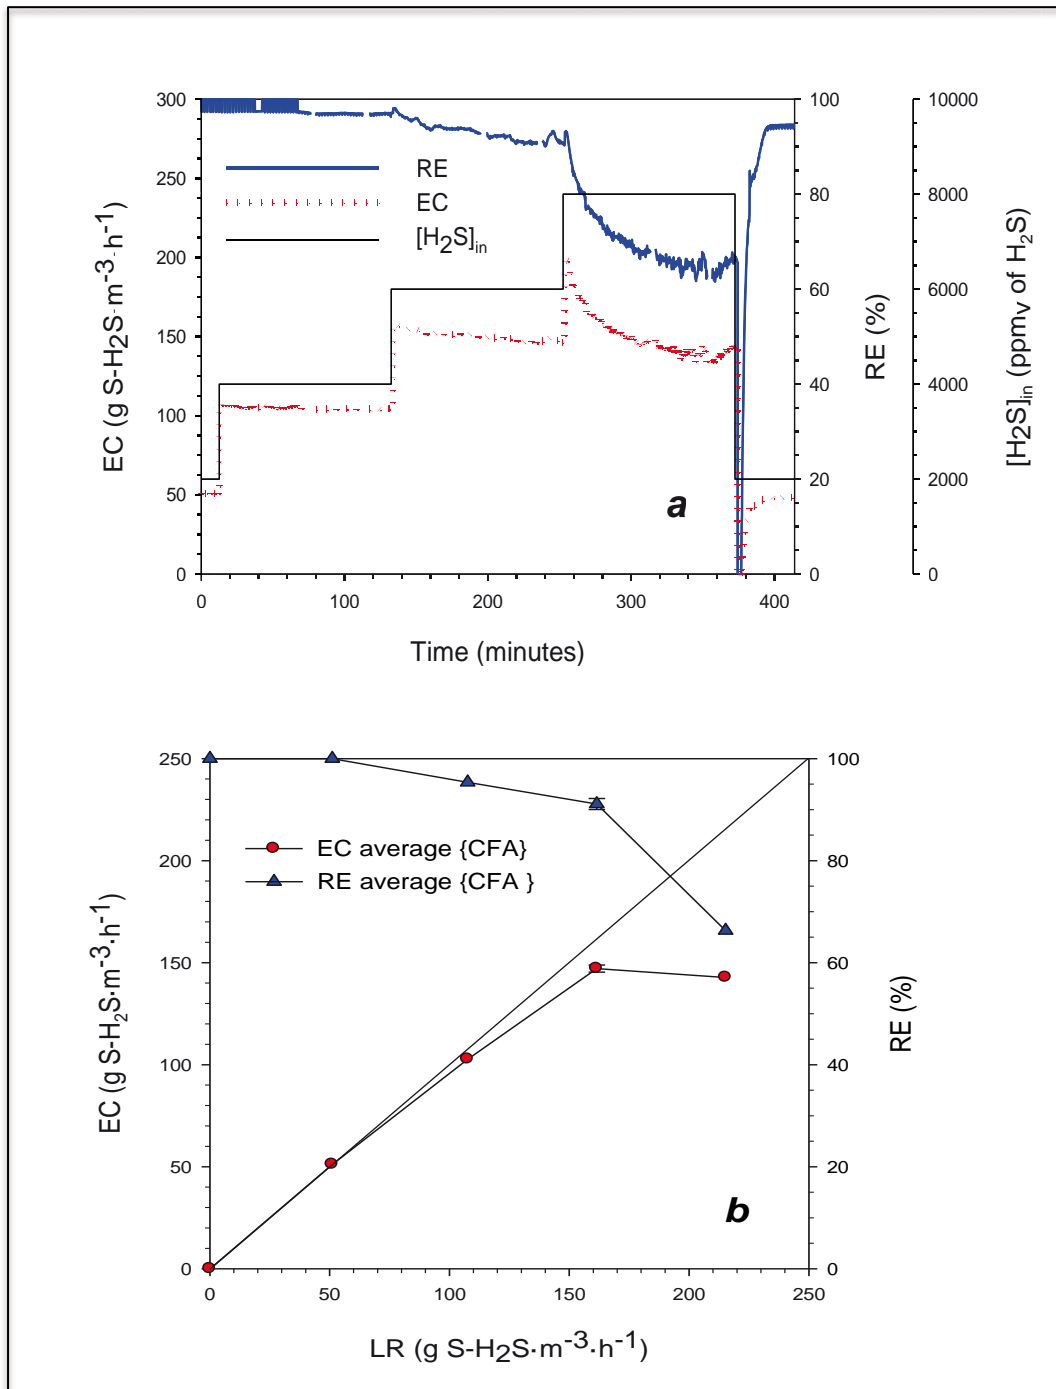 300
250
200
150
100
50
0
EC (g S-H2S·m-3·h-1)
RE
EC
[H2S]in
a
100
80
60
40
20
0
RE (%)
10000
8000
6000
4000
2000
0
[H2S]in (ppmv of H2S)
0 100 200 300 400
Time (minutes)
250
200
150
100
50
0
EC (g S-H2S·m-3·h-1)
EC average {CFA}
RE average {CFA }
b
100
80
60
40
20
0
RE (%)
0 50 100 150 200 250
LR (g S-H2S·m-3·h-1)